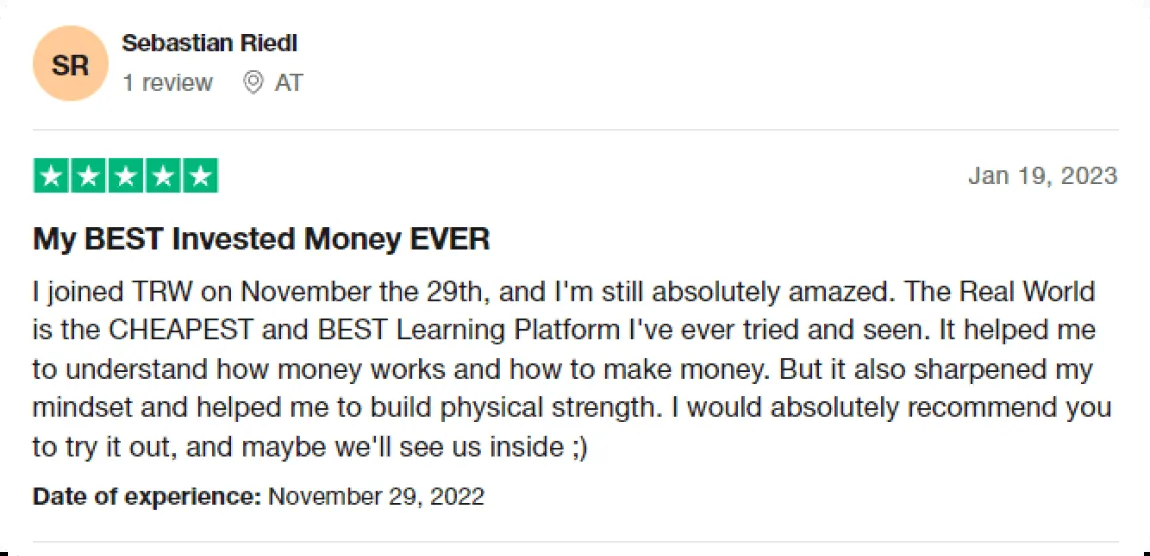 SR
Sebastian Riedl
1 review AT
Jan 19, 2023
My BEST Invested Money EVER
I joined TRW on November the 29th, and I'm still absolutely amazed. The Real World
is the CHEAPEST and BEST Learning Platform I've ever tried and seen. It helped me
to understand how money works and how to make money. But it also sharpened my
mindset and helped me to build physical strength. I would absolutely recommend you
to try it out, and maybe we'll see us inside ;)
Date of experience: November 29, 2022